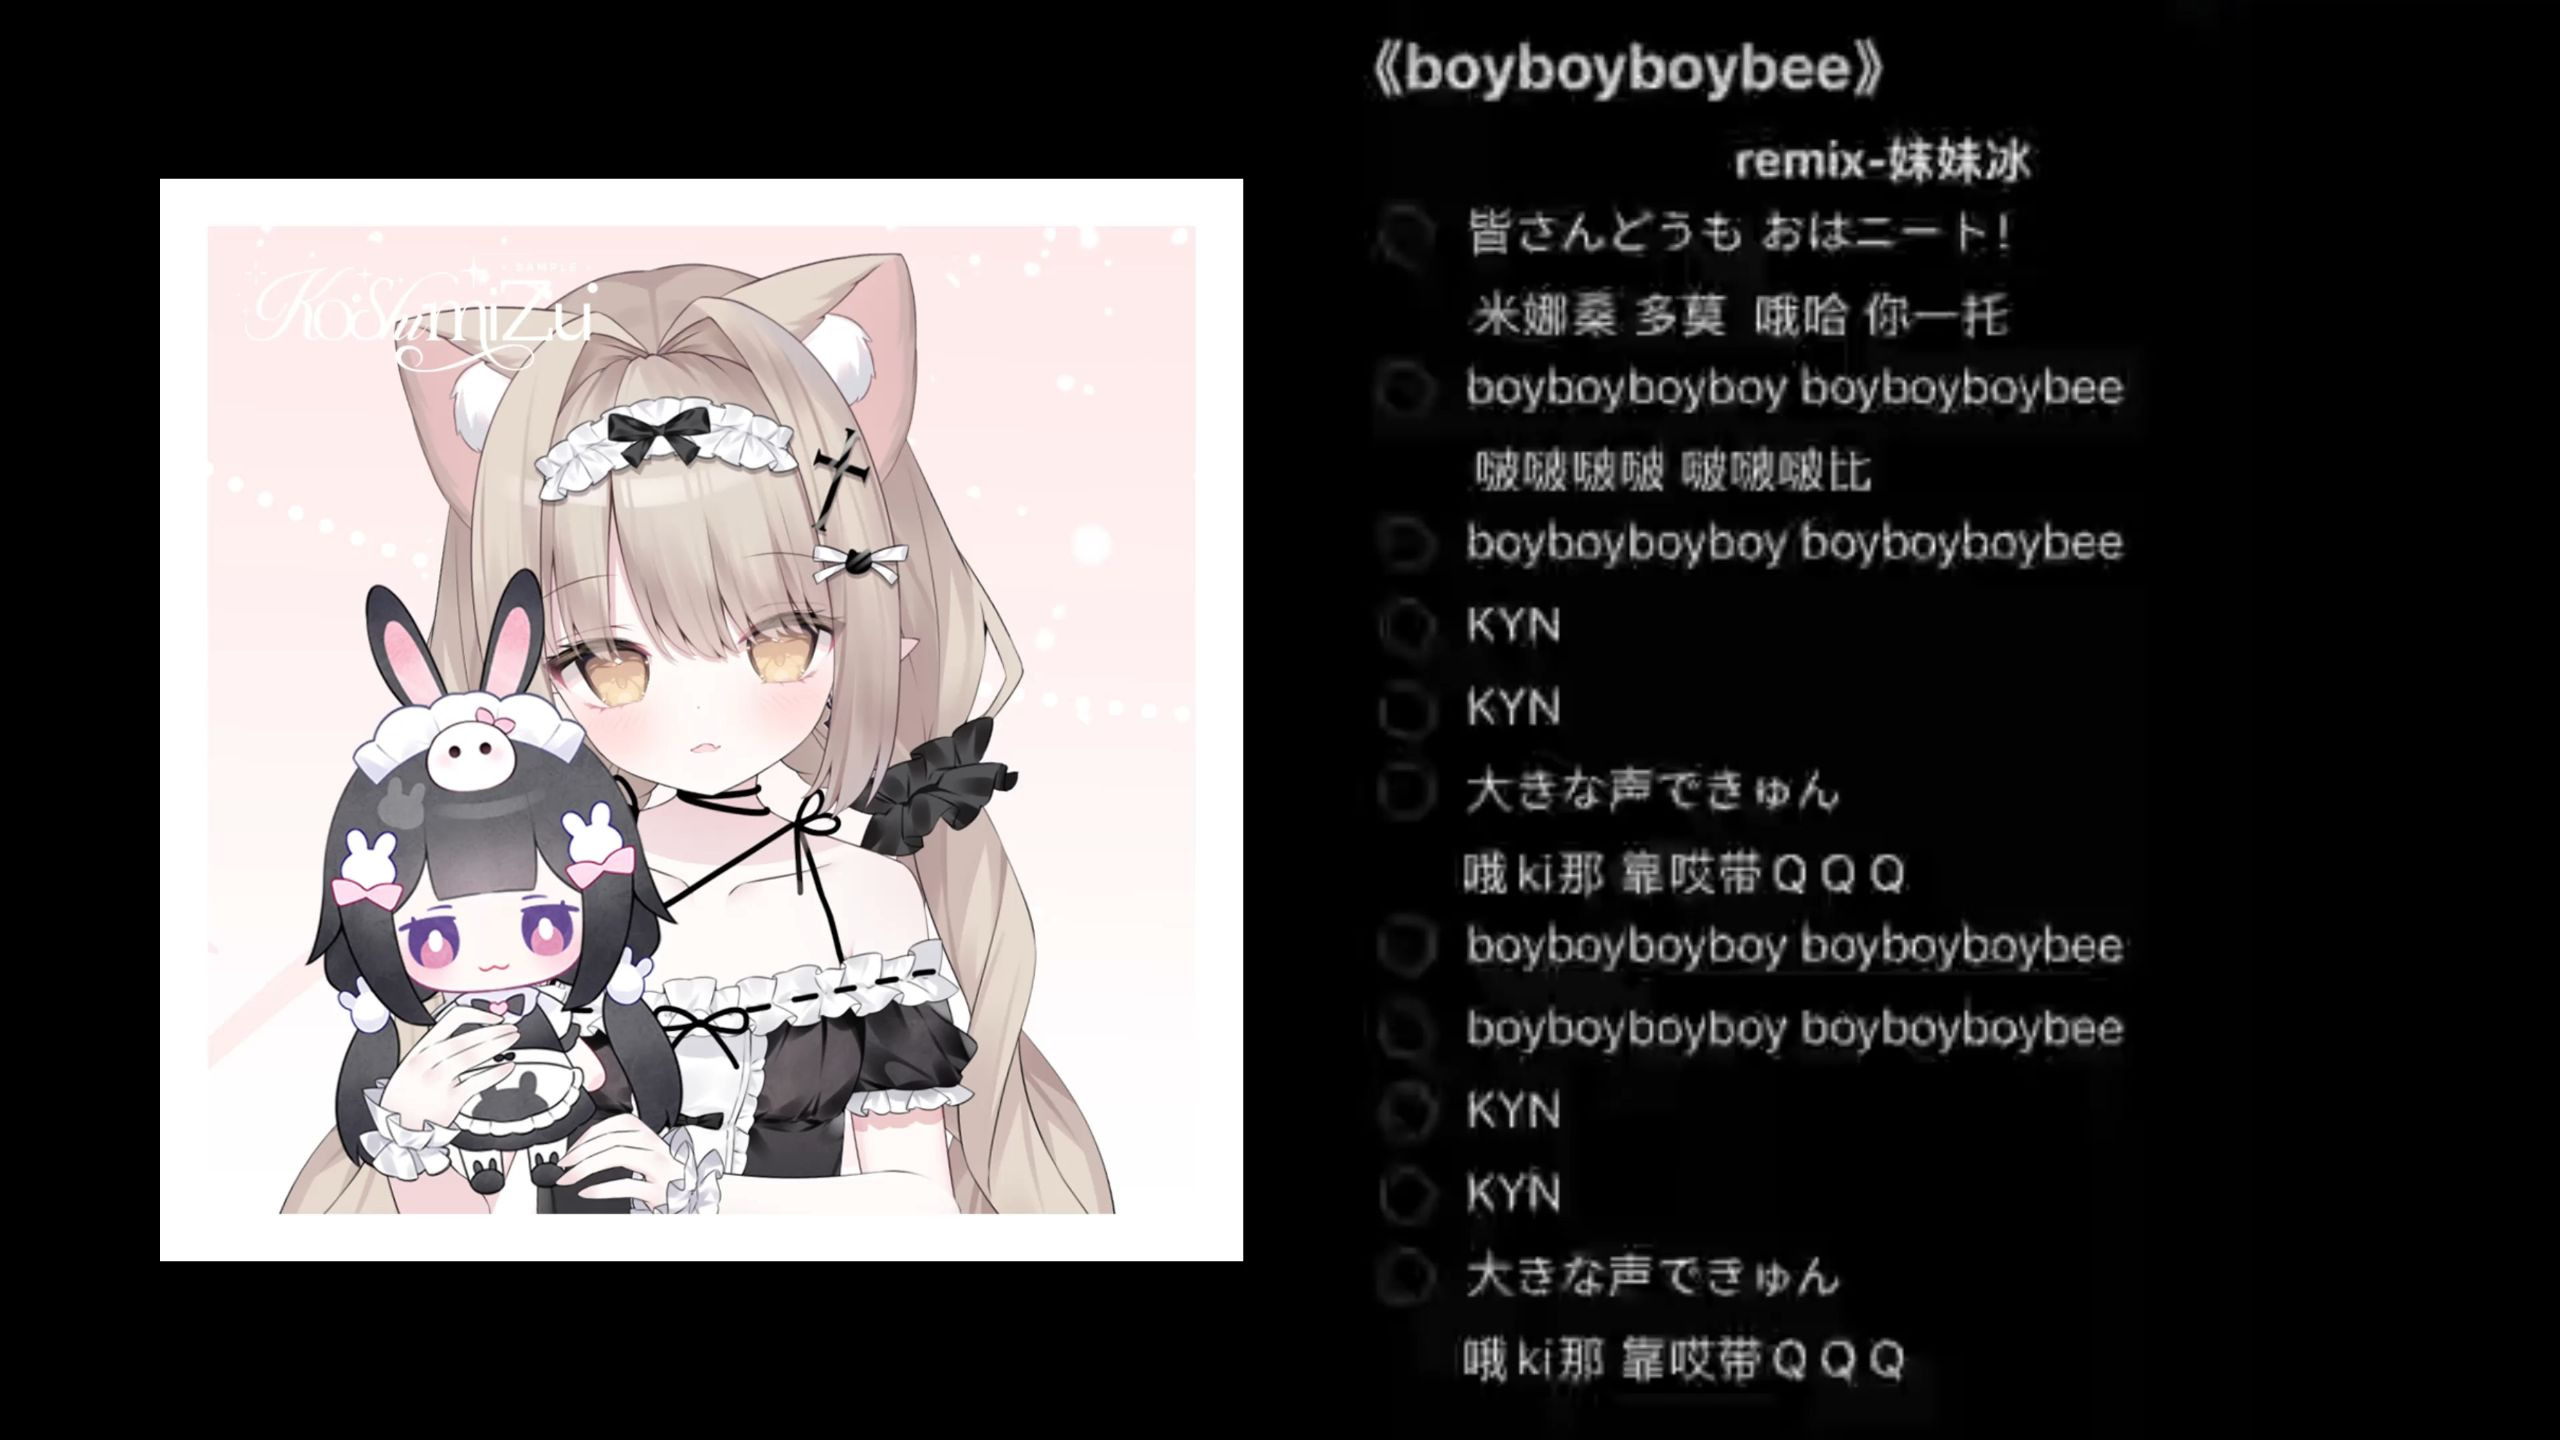 SAMPLE
KoSumiZu
《boyboyboybee》
remix-妹妹冰
皆さんどうも おはニート!
米娜桑 多莫 哦哈 你一托
boyboyboyboy boyboyboybee
啵啵啵啵 啵啵啵比
boyboyboyboy boyboyboybee
KYN
KYN
大きな声できゅん
哦ki那 靠哎带QQQ
boyboyboyboy boyboyboybee
boyboyboyboy boyboyboybee
KYN
KYN
大きな声できゅん
哦ki那 靠哎带QQQ